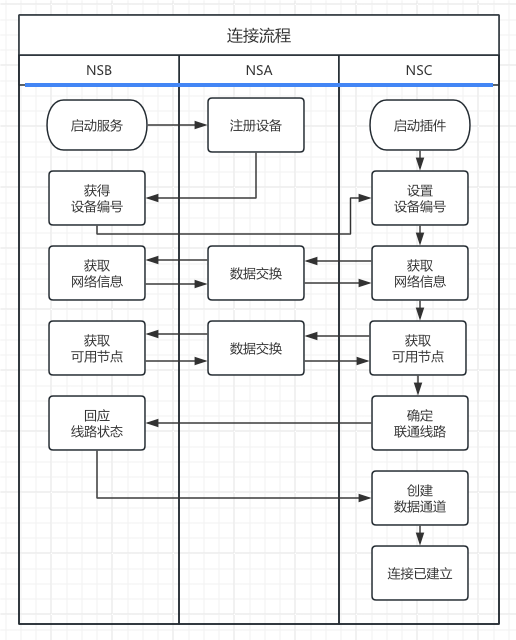 连接流程
NSB
NSA
NSC
启动服务
注册设备
启动插件
获得
设备编号
设置
设备编号
获取
网络信息
数据交换
获取
网络信息
获取
可用节点
数据交换
获取
可用节点
回应
线路状态
确定
联通线路
创建
数据通道
连接已建立